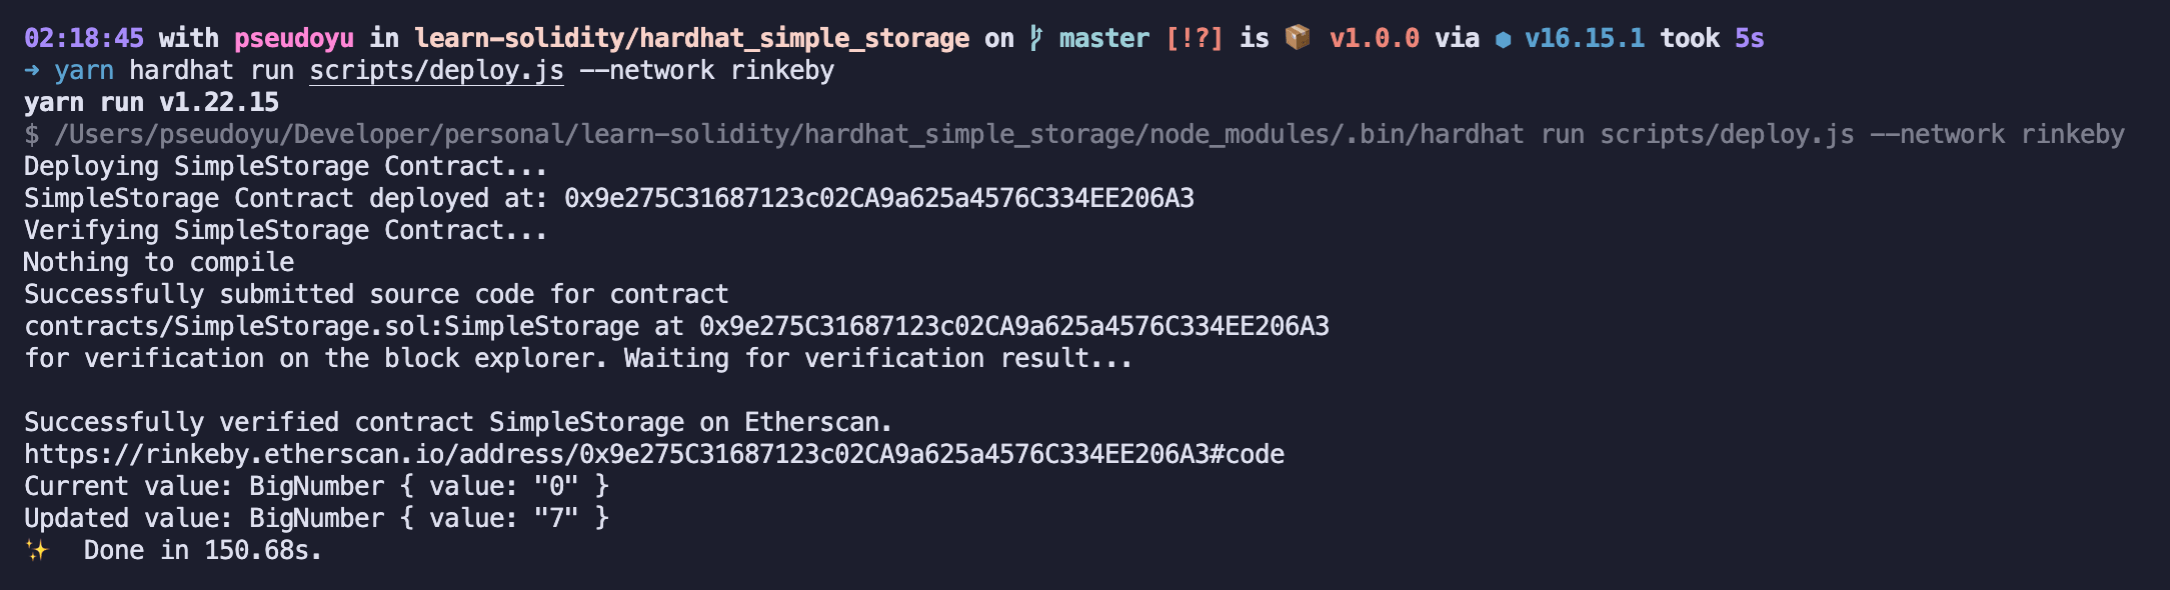 02:18:45 with pseudoyu in learn-solidity/hardhat_simple_storage on master [!?] is 📦 v1.0.0 via ⬢ v16.15.1 took 5s
➜ yarn hardhat run scripts/deploy.js --network rinkeby
yarn run v1.22.15
$ /Users/pseudoyu/Developer/personal/learn-solidity/hardhat_simple_storage/node_modules/.bin/hardhat run scripts/deploy.js --network rinkeby
Deploying SimpleStorage Contract...
SimpleStorage Contract deployed at: 0x9e275C31687123c02CA9a625a4576C334EE206A3
Verifying SimpleStorage Contract...
Nothing to compile
Successfully submitted source code for contract
contracts/SimpleStorage.sol:SimpleStorage at 0x9e275C31687123c02CA9a625a4576C334EE206A3
for verification on the block explorer. Waiting for verification result...
Successfully verified contract SimpleStorage on Etherscan.
https://rinkeby.etherscan.io/address/0x9e275C31687123c02CA9a625a4576C334EE206A3#code
Current value: BigNumber { value: "0" }
Updated value: BigNumber { value: "7" }
✨ Done in 150.68s.